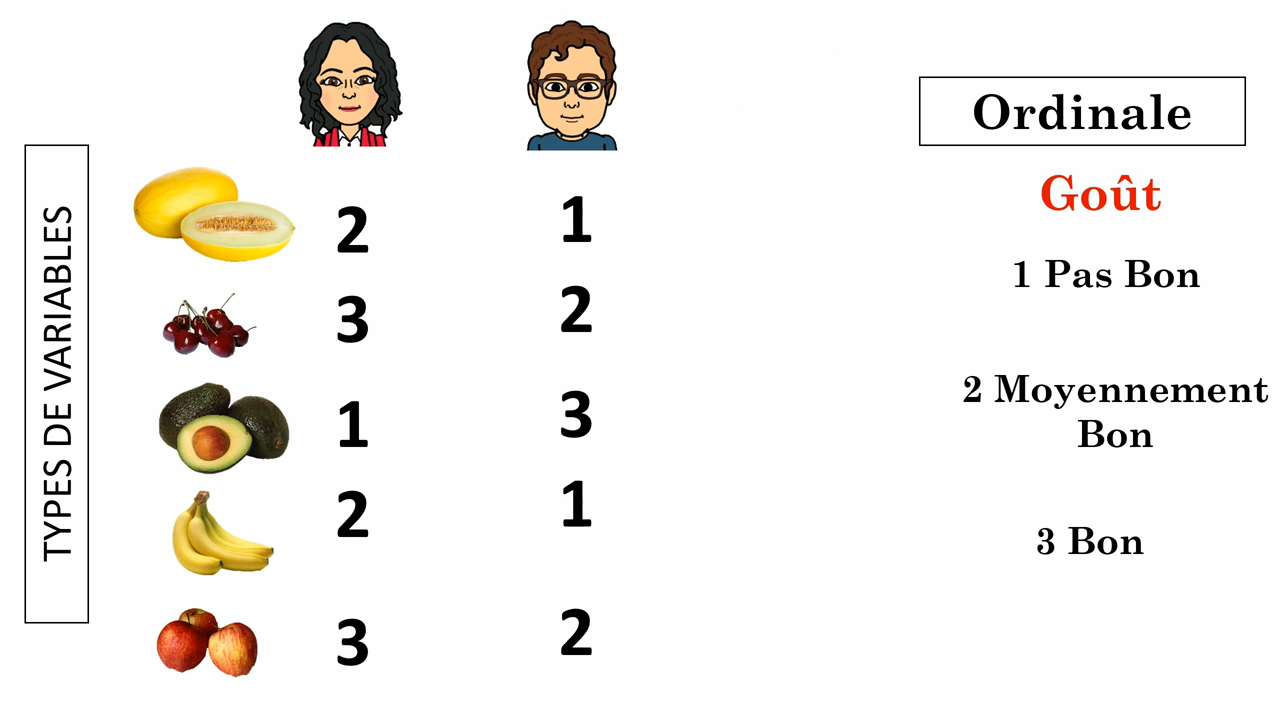 TYPES DE VARIABLES
2 1
3 2
1 3
2 1
3 2
Ordinale
Goût
1 Pas Bon
2 Moyennement
Bon
3 Bon